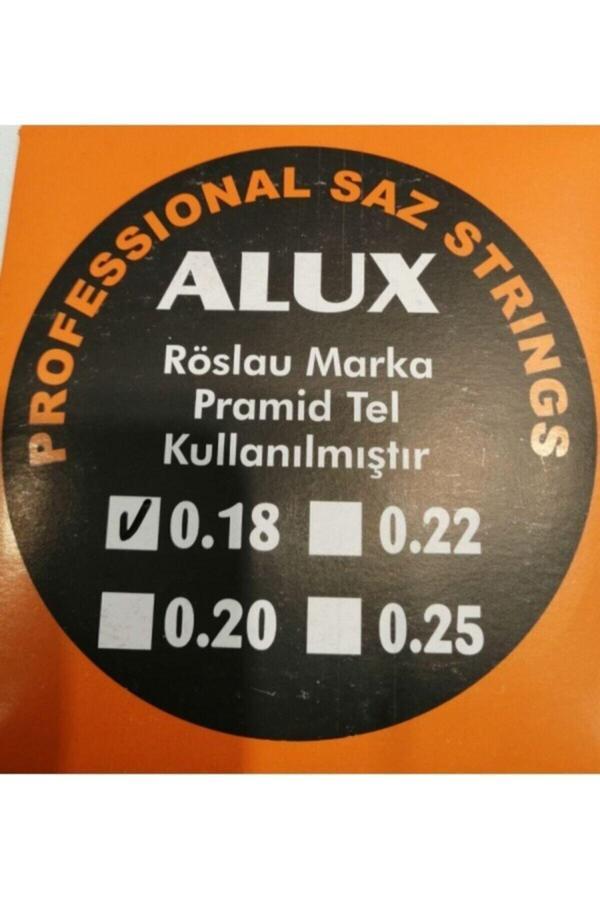 PROFESSIONAL SAZ STRINGS
ALUX
Röslau Marka
Pramid Tel
Kullanılmıştır
0.18
0.22
0.20
0.25